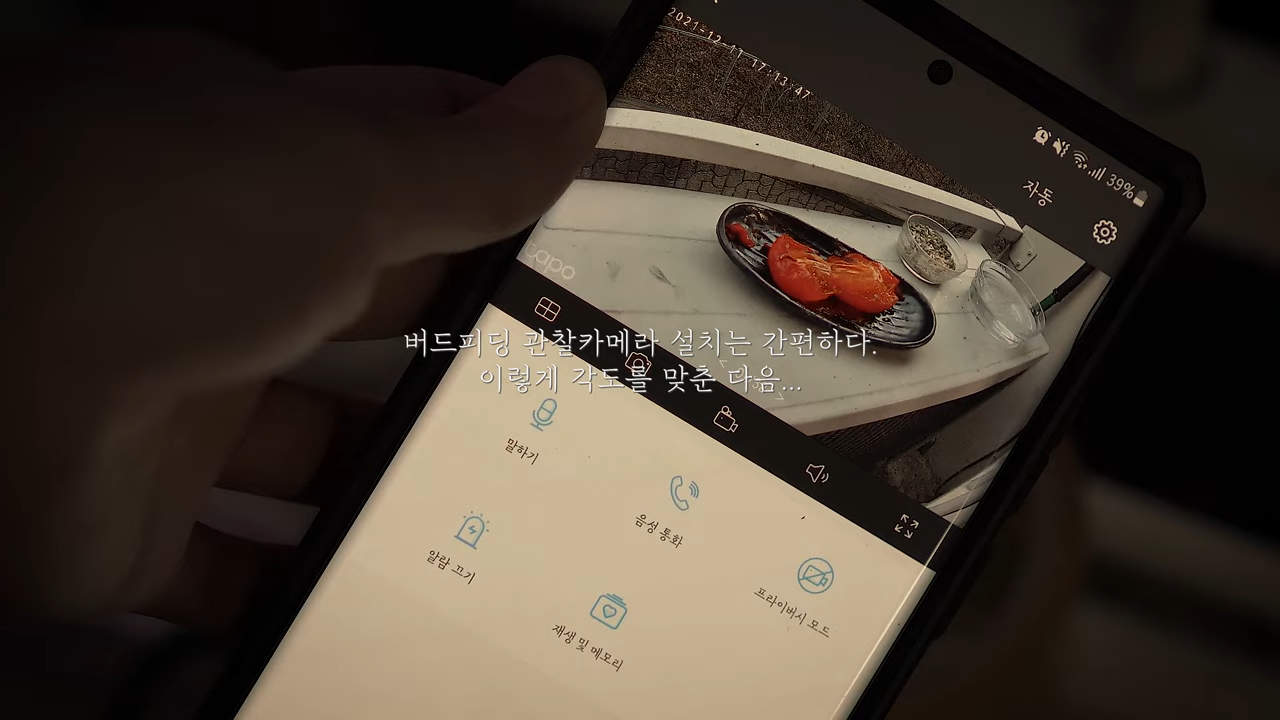 2021-12-11 17:13:47
39%
자동
버드피딩 관찰카메라 설치는 간편하다.
이렇게 각도를 맞춘 다음...
말하기
음성 통화
프라이버시 모드
알람 끄기
재생 및 메모리